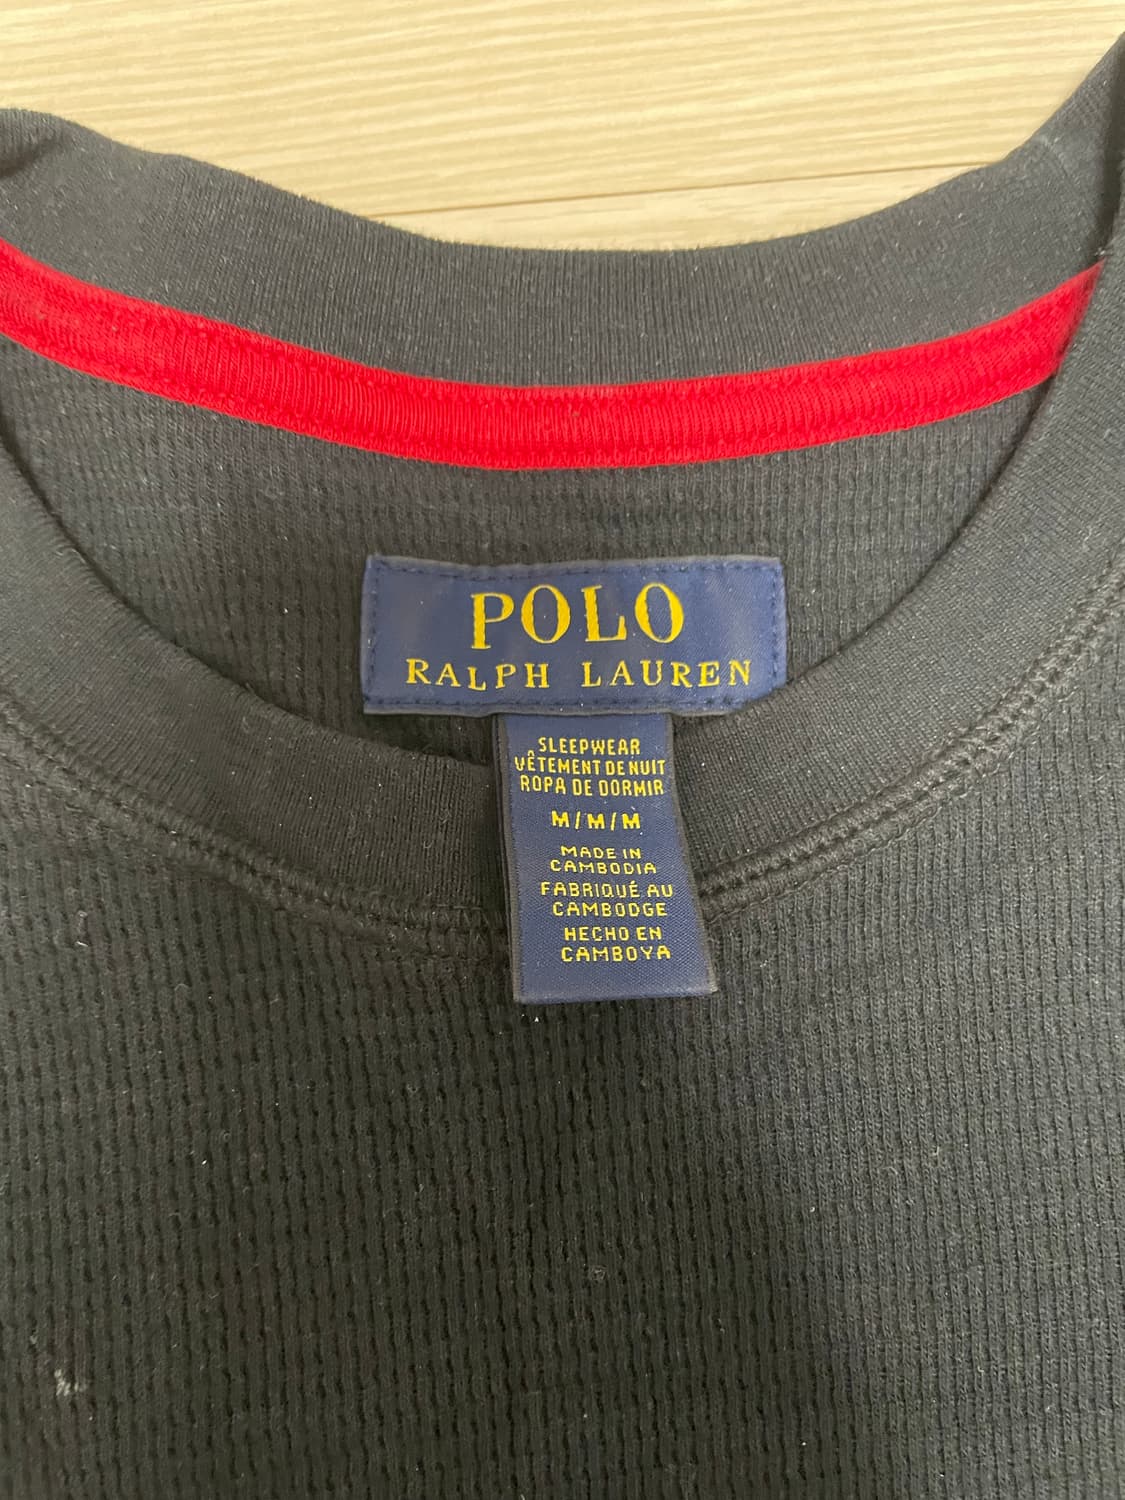 POLO
RALPH LAUREN
SLEEPWEAR
VÊTEMENT DE NUIT
ROPA DE DORMIR
M/M/M
MADE IN
CAMBODIA
FABRIQUÉ AU
CAMBODGE
HECHO EN
CAMBOYA